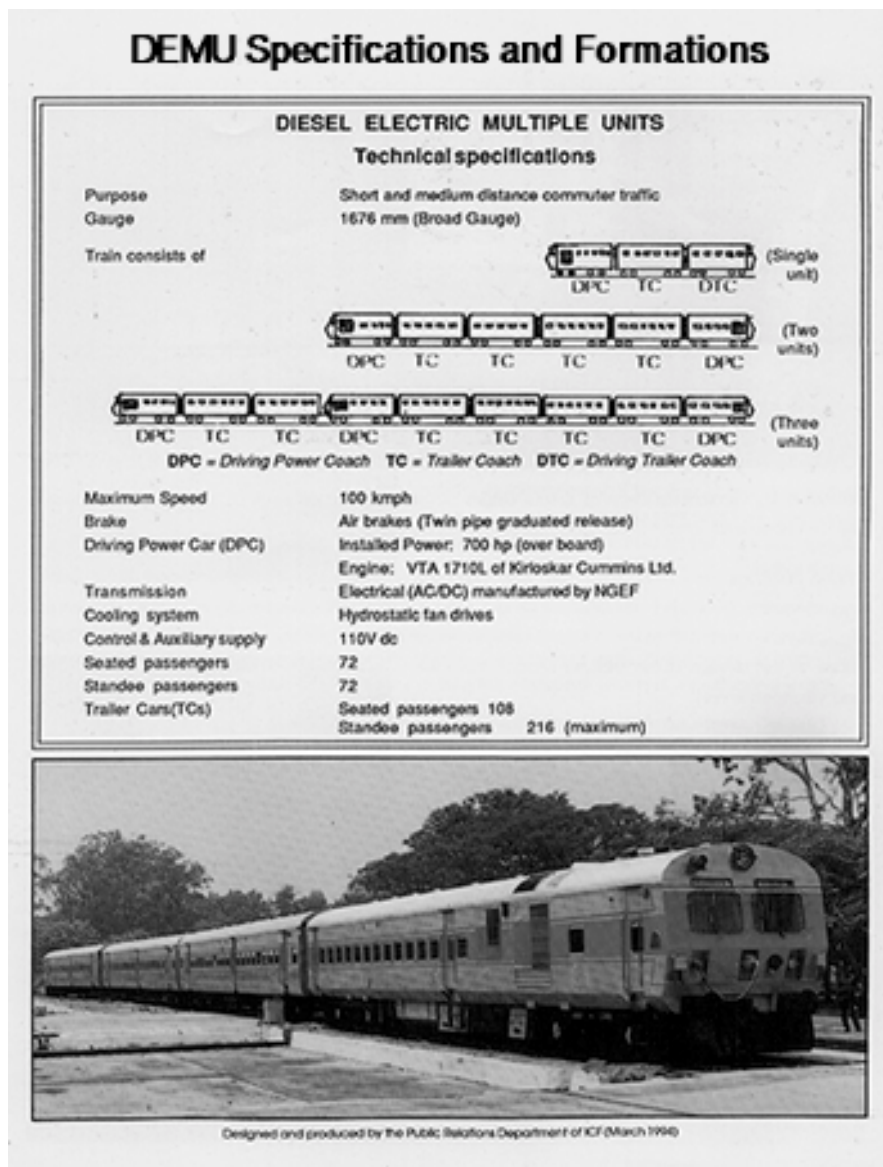 DEMU Specifications and Formations
DIESEL ELECTRIC MULTIPLE UNITS
Technical specifications
Purpose Short and medium distance commuter traffic
Gauge 1676 mm (Broad Gauge)
Train consists of (Single
unit)
DPC TC DTC
(Two
units)
DPC TC TC TC TC DPC
(Three
units)
DPC TC TC DPC TC TC TC TC DPC
DPC = Driving Power Coach TC = Trailer Coach DTC = Driving Trailer Coach
Maximum Speed 100 kmph
Brake Air brakes (Twin pipe graduated release)
Driving Power Car (DPC) Installed Power: 700 hp (over board)
Engine: VTA 1710L of Kirloskar Cummins Ltd.
Transmission Electrical (AC/DC) manufactured by NGEF
Cooling system Hydrostatic fan drives
Control & Auxiliary supply 110V dc
Seated passengers 72
Standee passengers 72
Trailer Cars(TCs) Seated passengers 108
Standee passengers 216 (maximum)
Designed and produced by the Public Relations Department of ICF (March 1994)